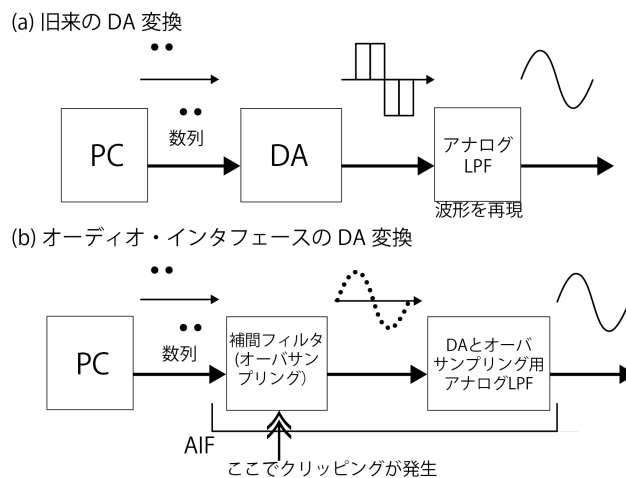 (a) 旧来の DA 変換
数列
PC
DA
アナログ
LPF
波形を再現
(b) オーディオ・インタフェースの DA 変換
数列
PC
補間フィルタ
(オーバサン
プリング)
DAとオーバ
サンプリング用
アナログLPF
AIF
ここでクリッピングが発生